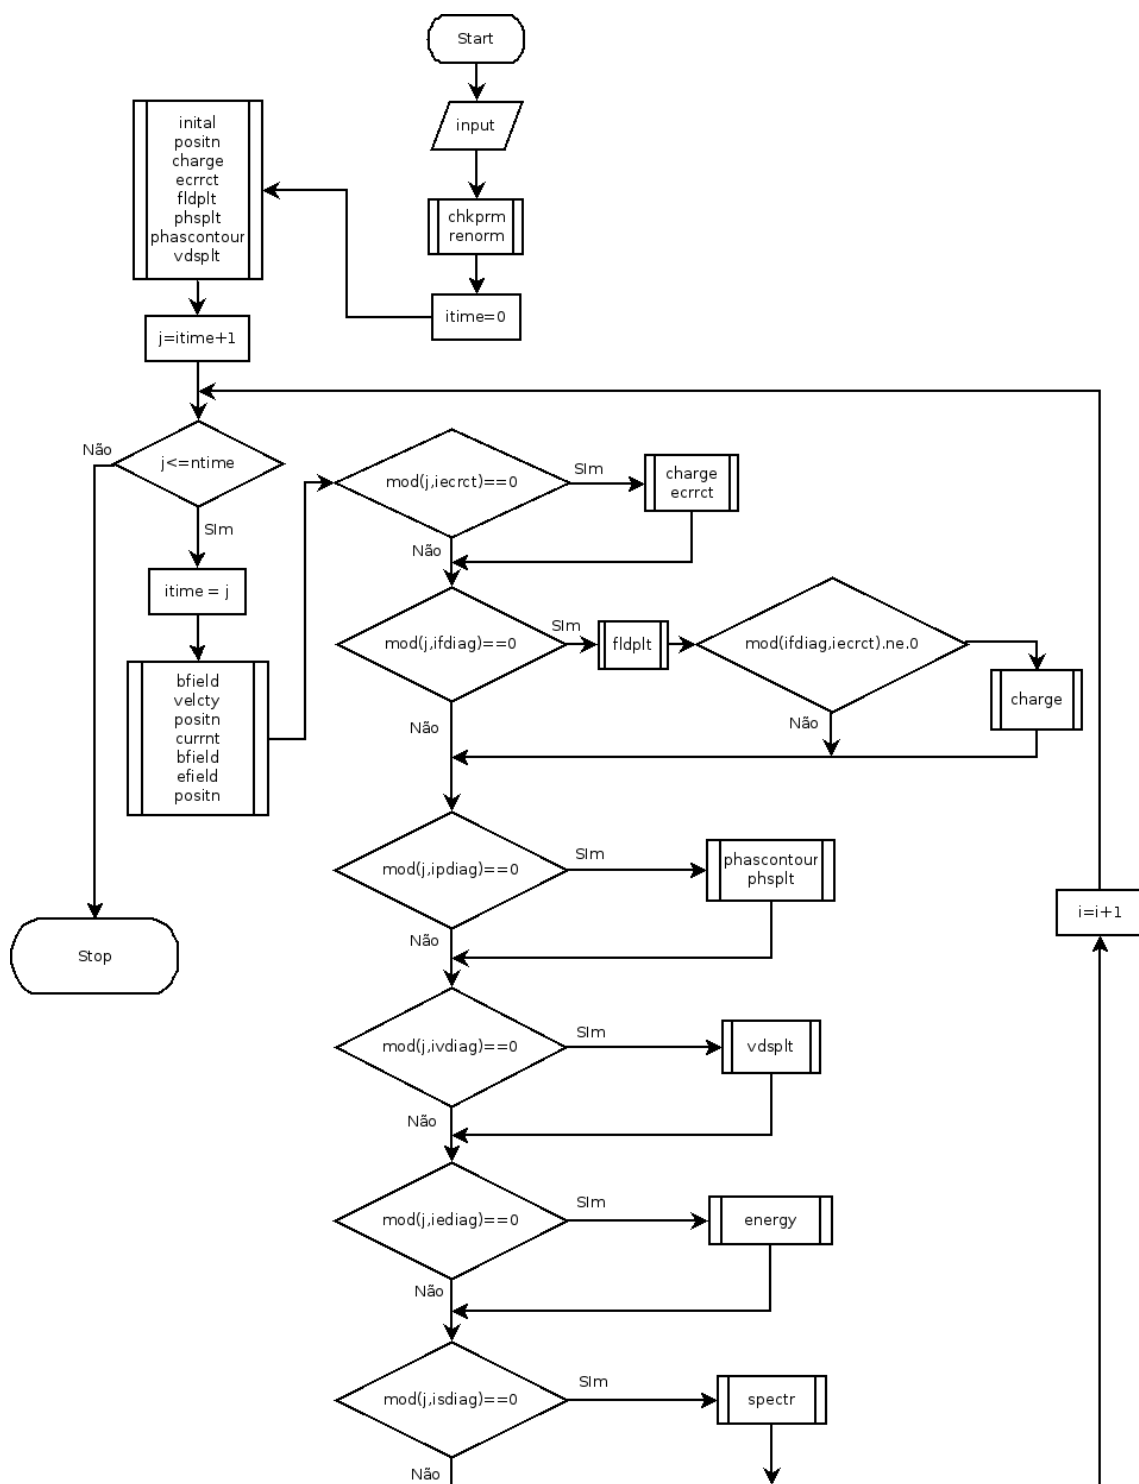 Start
input
chkprm
renorm
itime=0
inital
positn
charge
ecrrct
fldplt
phsplt
phascontour
vdsplt
j=itime+1
j<=ntime
Não
SIm
itime = j
bfield
velcty
positn
currnt
bfield
efield
positn
Stop
mod(j,iecrct)==0
SIm
charge
ecrrct
Não
mod(j,ifdiag)==0
SIm
fldplt
mod(ifdiag,iecrct).ne.0
charge
Não
Não
mod(j,ipdiag)==0
SIm
phascontour
phsplt
Não
mod(j,ivdiag)==0
SIm
vdsplt
Não
mod(j,iediag)==0
SIm
energy
Não
mod(j,isdiag)==0
SIm
spectr
Não
i=i+1